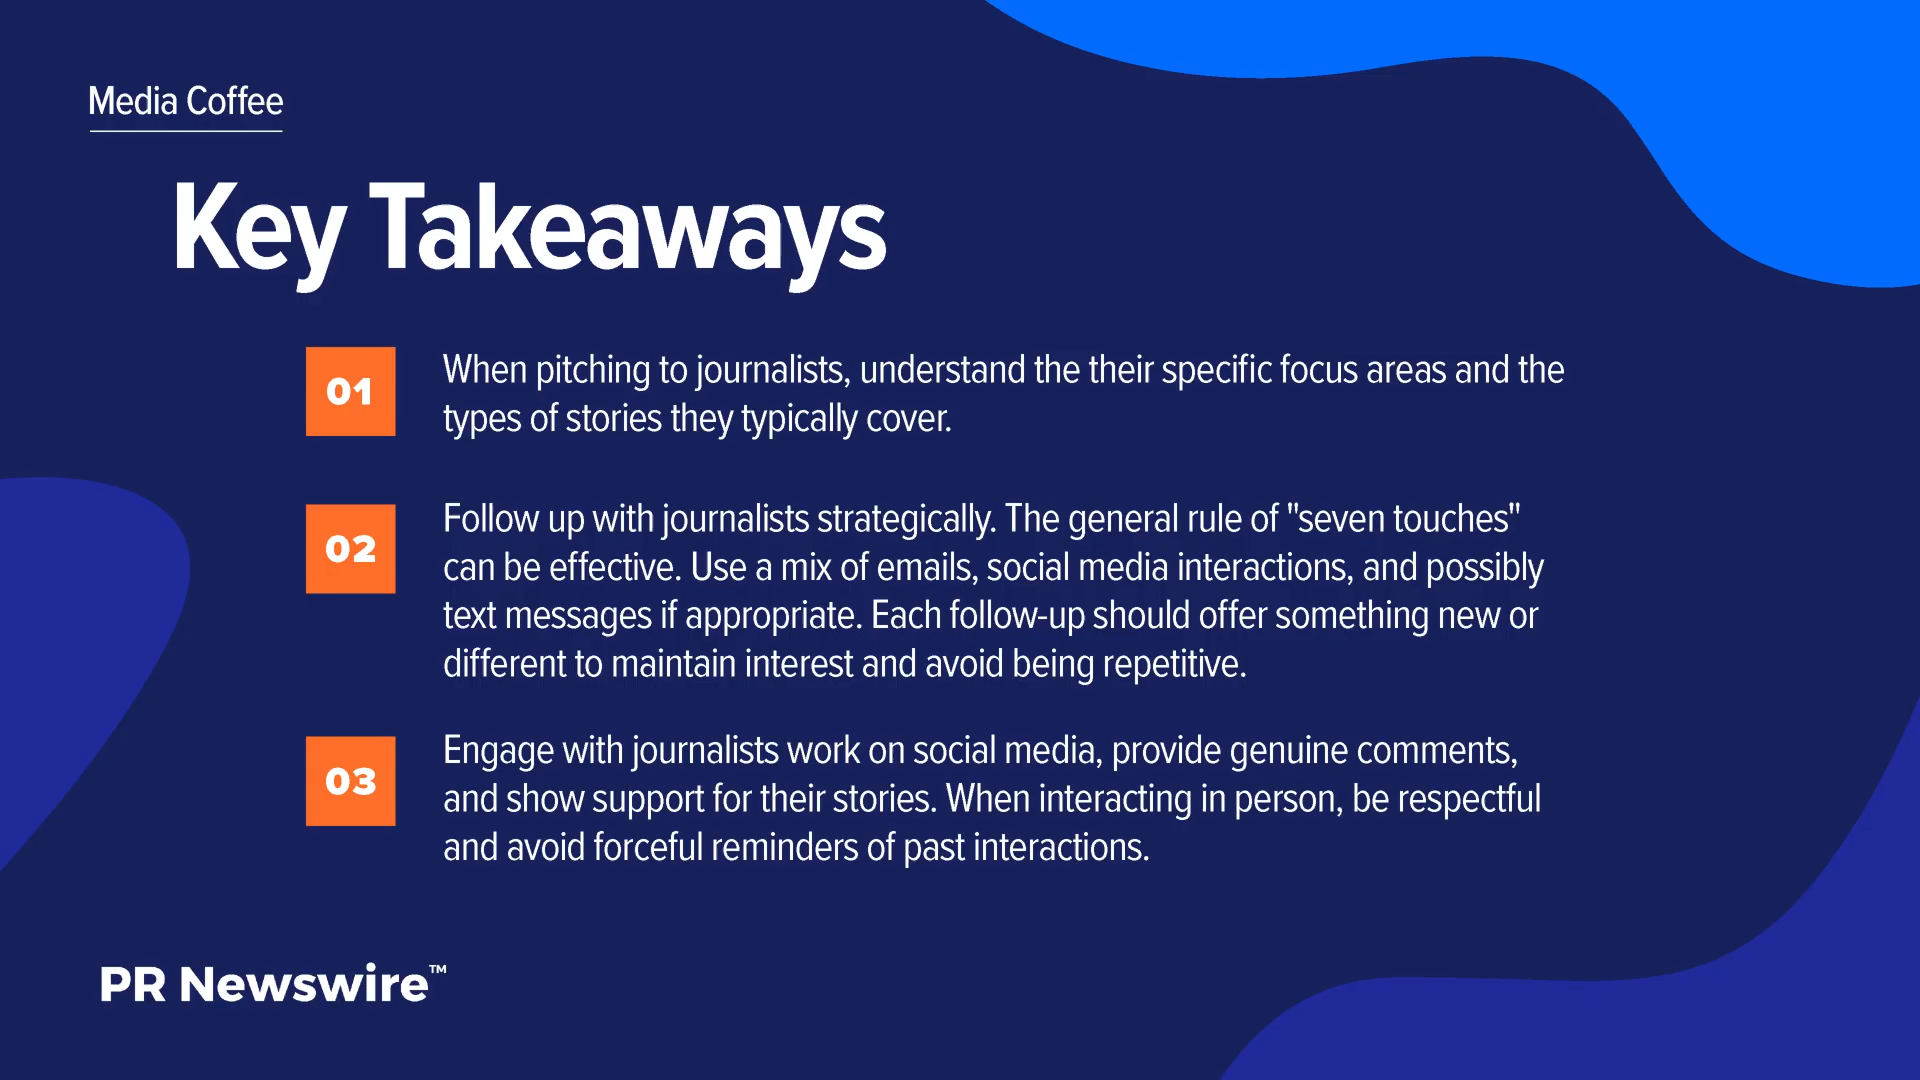 Media Coffee
Key Takeaways
01
When pitching to journalists, understand the their specific focus areas and the
types of stories they typically cover.
02
Follow up with journalists strategically. The general rule of "seven touches"
can be effective. Use a mix of emails, social media interactions, and possibly
text messages if appropriate. Each follow-up should offer something new or
different to maintain interest and avoid being repetitive.
03
Engage with journalists work on social media, provide genuine comments,
and show support for their stories. When interacting in person, be respectful
and avoid forceful reminders of past interactions.
PR Newswire™